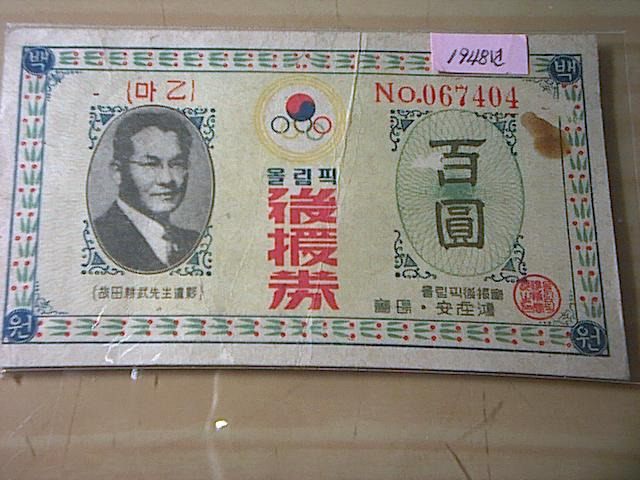 1948년
백
백
(마乙)
No.067404
올림픽
後援券
百圓
(故田耕武先生遺影)
올림픽後援會
會長·安在鴻
원
원